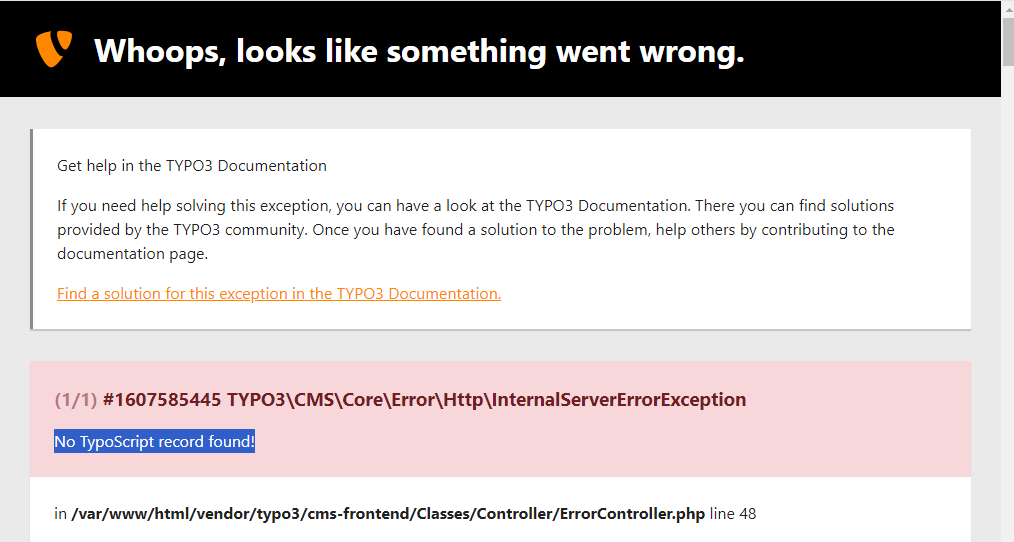 Whoops, looks like something went wrong.
Get help in the TYPO3 Documentation
If you need help solving this exception, you can have a look at the TYPO3 Documentation. There you can find solutions
provided by the TYPO3 community. Once you have found a solution to the problem, help others by contributing to the
documentation page.
Find a solution for this exception in the TYPO3 Documentation.
(1/1) #1607585445 TYPO3\CMS\Core\Error\Http\InternalServerErrorException
No TypoScript record found!
in /var/www/html/vendor/typo3/cms-frontend/Classes/Controller/ErrorController.php line 48